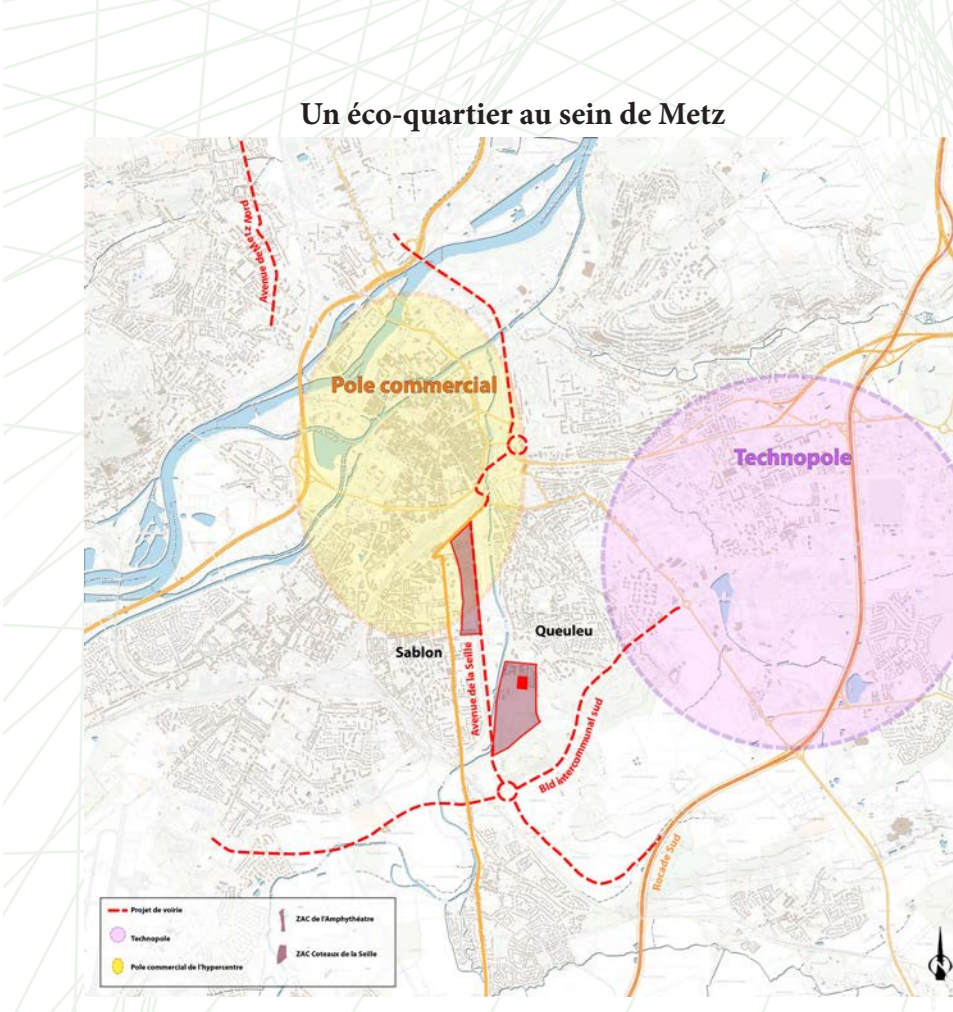 Un éco-quartier au sein de Metz
Avenue de Metz Nord
Pole commercial
Technopole
Queuleu
Sablon
Avenue de la Seille
Bld intercommunal sud
Rocade Sud
Projet de voirie
Technopole
Pole commercial de l'hypercentre
ZAC de l'Amphythéatre
ZAC Coteaux de la Seille
N